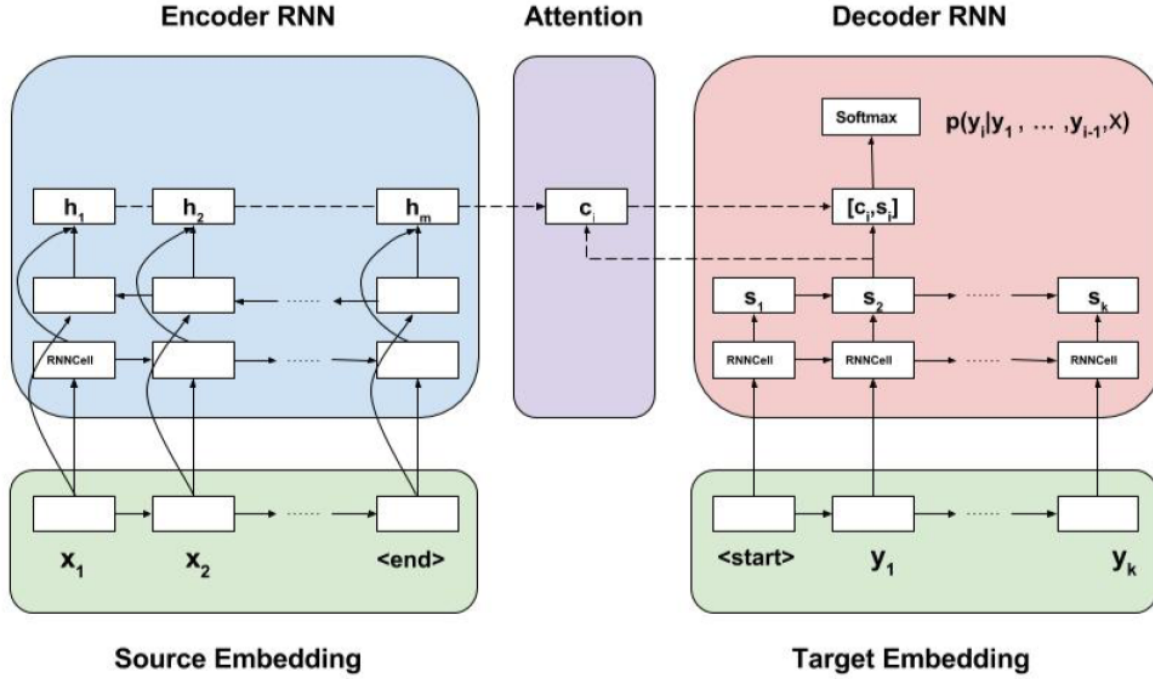 Encoder RNN
Attention
Decoder RNN
Softmax
p(yᵢ|y₁, ... ,yᵢ₋₁,X)
h₁
h₂
hₘ
cᵢ
[cᵢ,sᵢ]
......
s₁
s₂
......
sₖ
RNNCell
......
RNNCell
RNNCell
......
RNNCell
......
......
x₁
x₂
<end>
<start>
y₁
yₖ
Source Embedding
Target Embedding